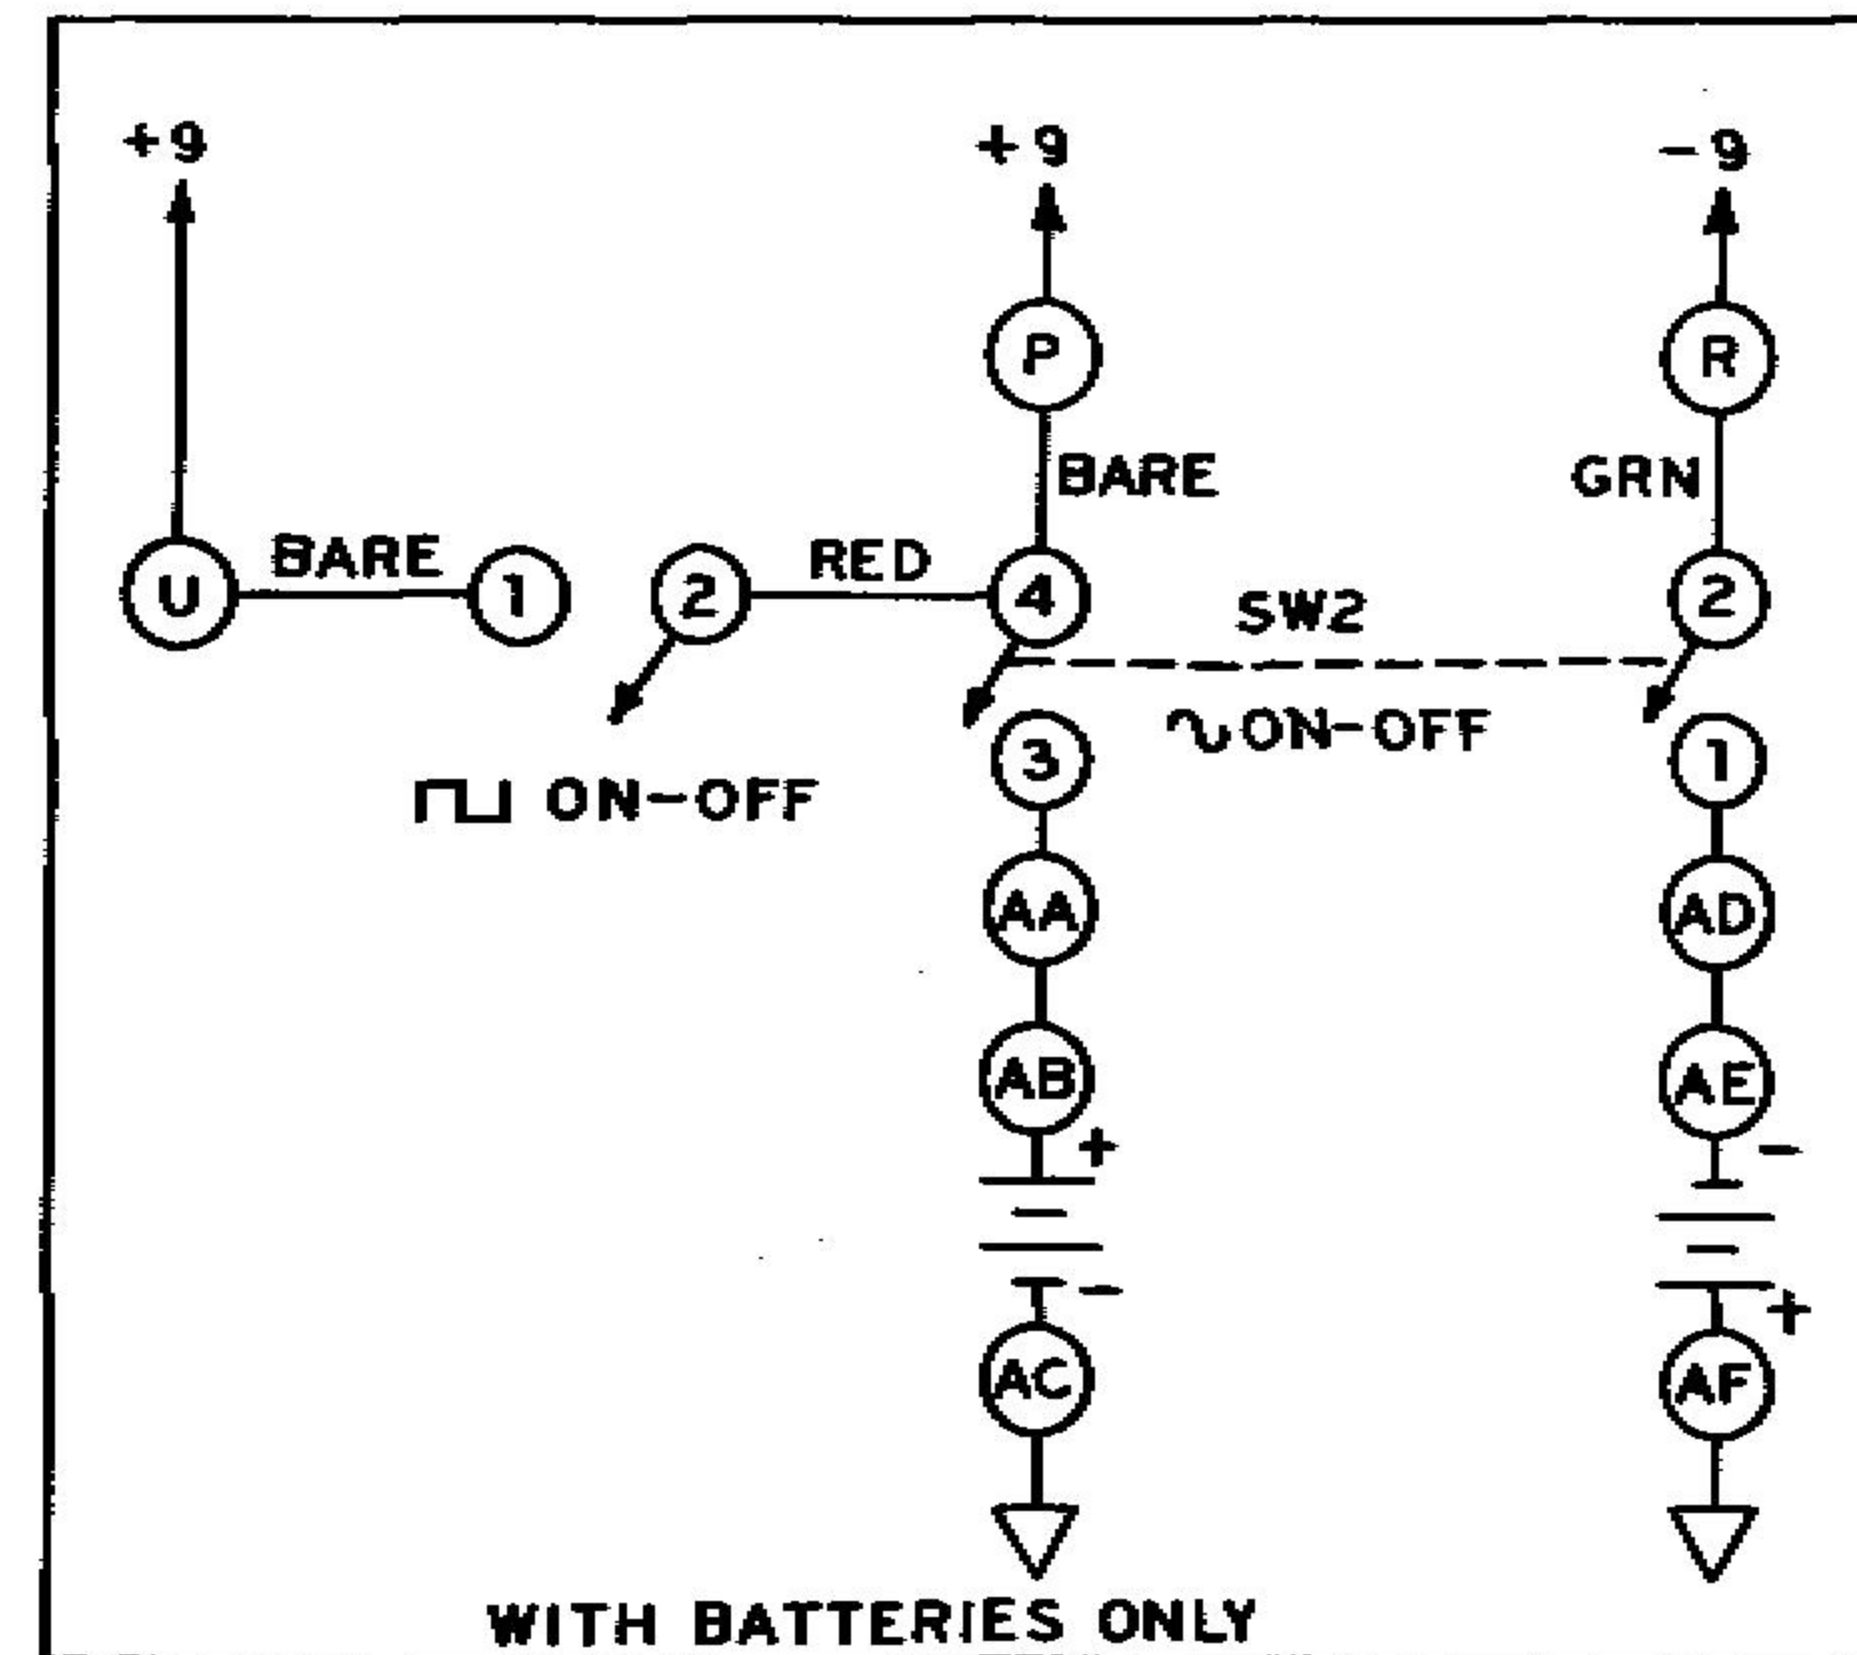 +9 +9 -9
P R
BARE GRN
U BARE 1 2 RED 4 SW2 2
ON-OFF
3 1
ON-OFF
AA AD
AB AE
+ -
- +
AC AF
WITH BATTERIES ONLY